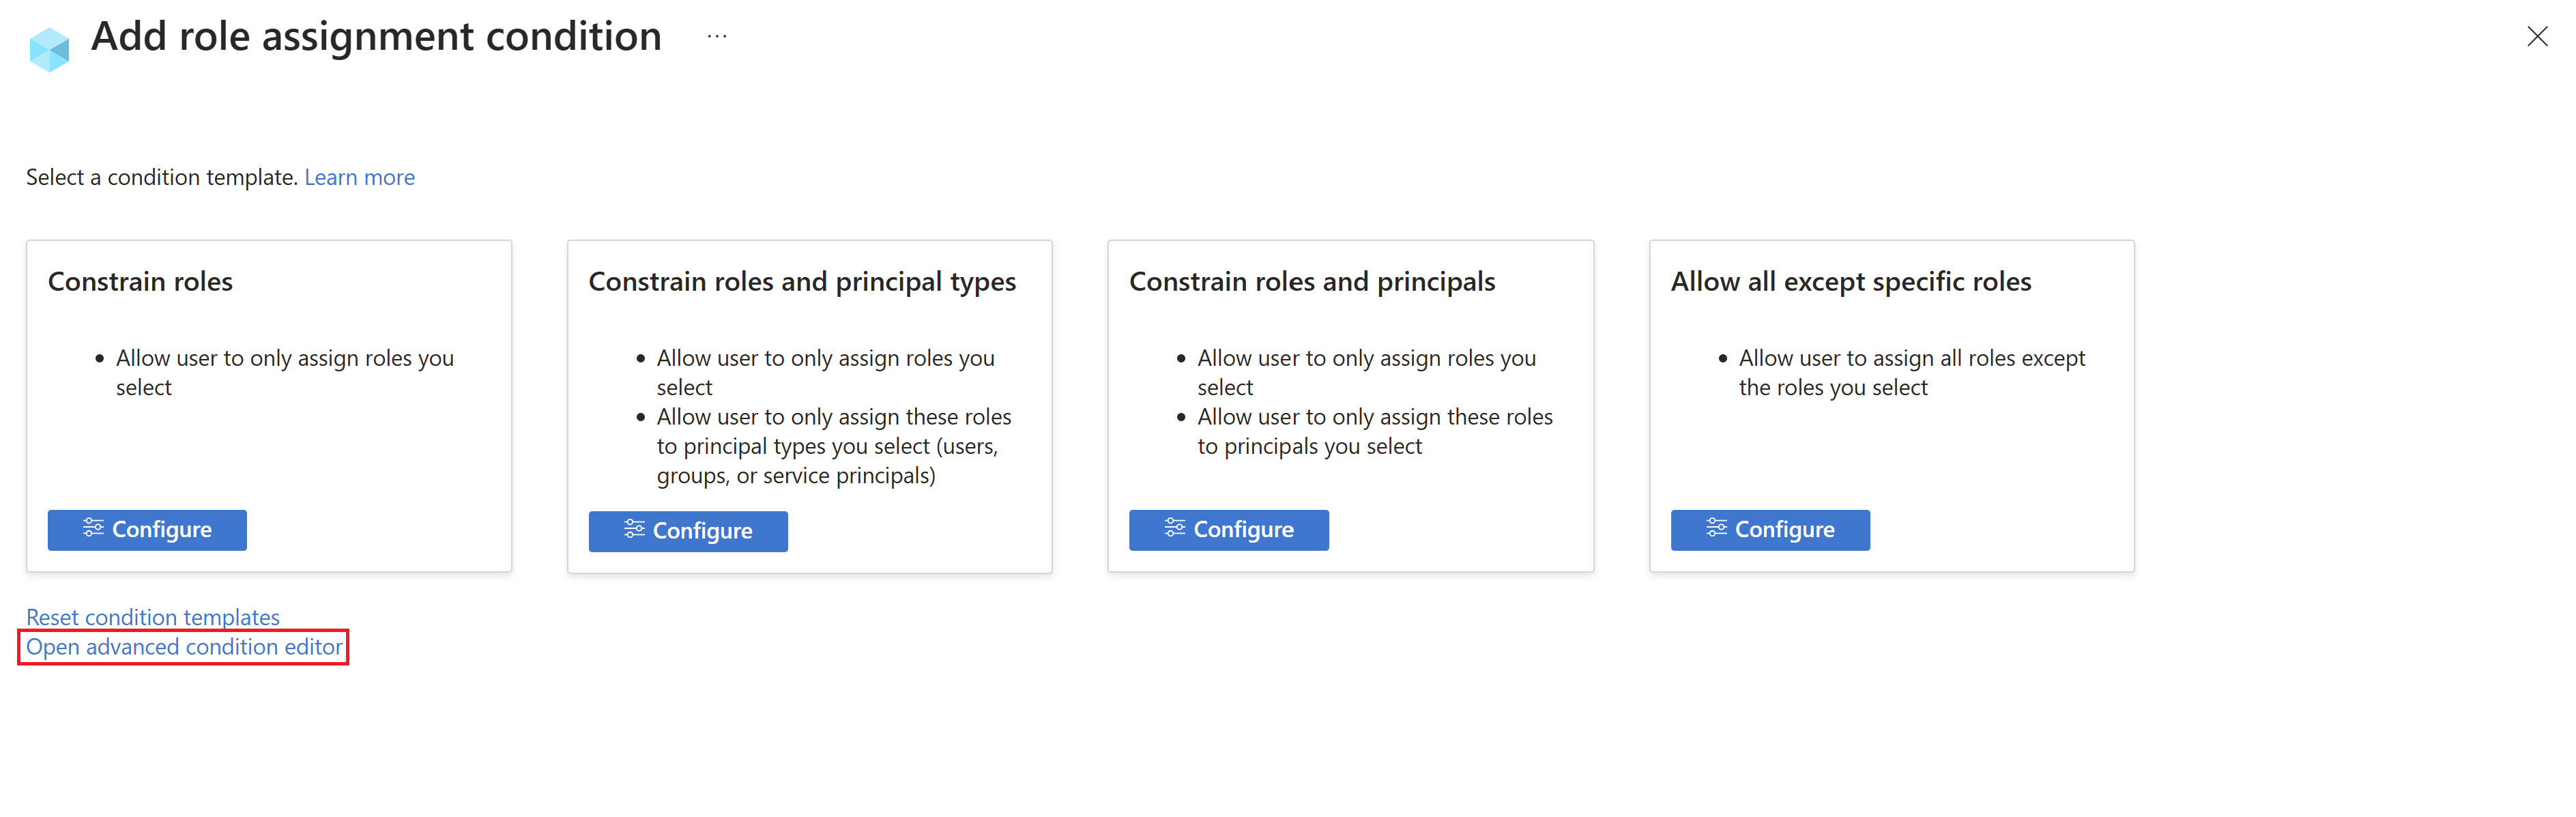 Add role assignment condition ...
Select a condition template. Learn more
Constrain roles
• Allow user to only assign roles you
select
Configure
Constrain roles and principal types
• Allow user to only assign roles you
select
• Allow user to only assign these roles
to principal types you select (users,
groups, or service principals)
Configure
Constrain roles and principals
• Allow user to only assign roles you
select
• Allow user to only assign these roles
to principals you select
Configure
Allow all except specific roles
• Allow user to assign all roles except
the roles you select
Configure
Reset condition templates
Open advanced condition editor